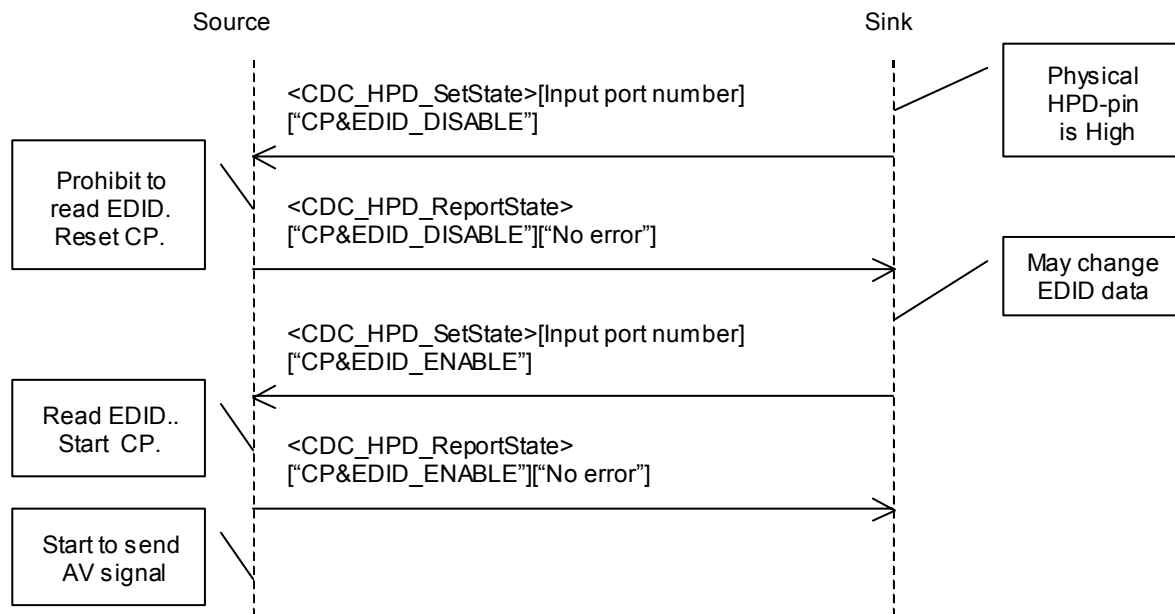 Source
Sink
Physical
HPD-pin
is High
<CDC_HPD_SetState>[Input port number]
[“CP&EDID_DISABLE”]
Prohibit to
read EDID.
Reset CP.
<CDC_HPD_ReportState>
[“CP&EDID_DISABLE”][“No error”]
May change
EDID data
<CDC_HPD_SetState>[Input port number]
[“CP&EDID_ENABLE”]
Read EDID..
Start CP.
<CDC_HPD_ReportState>
[“CP&EDID_ENABLE”][“No error”]
Start to send
AV signal